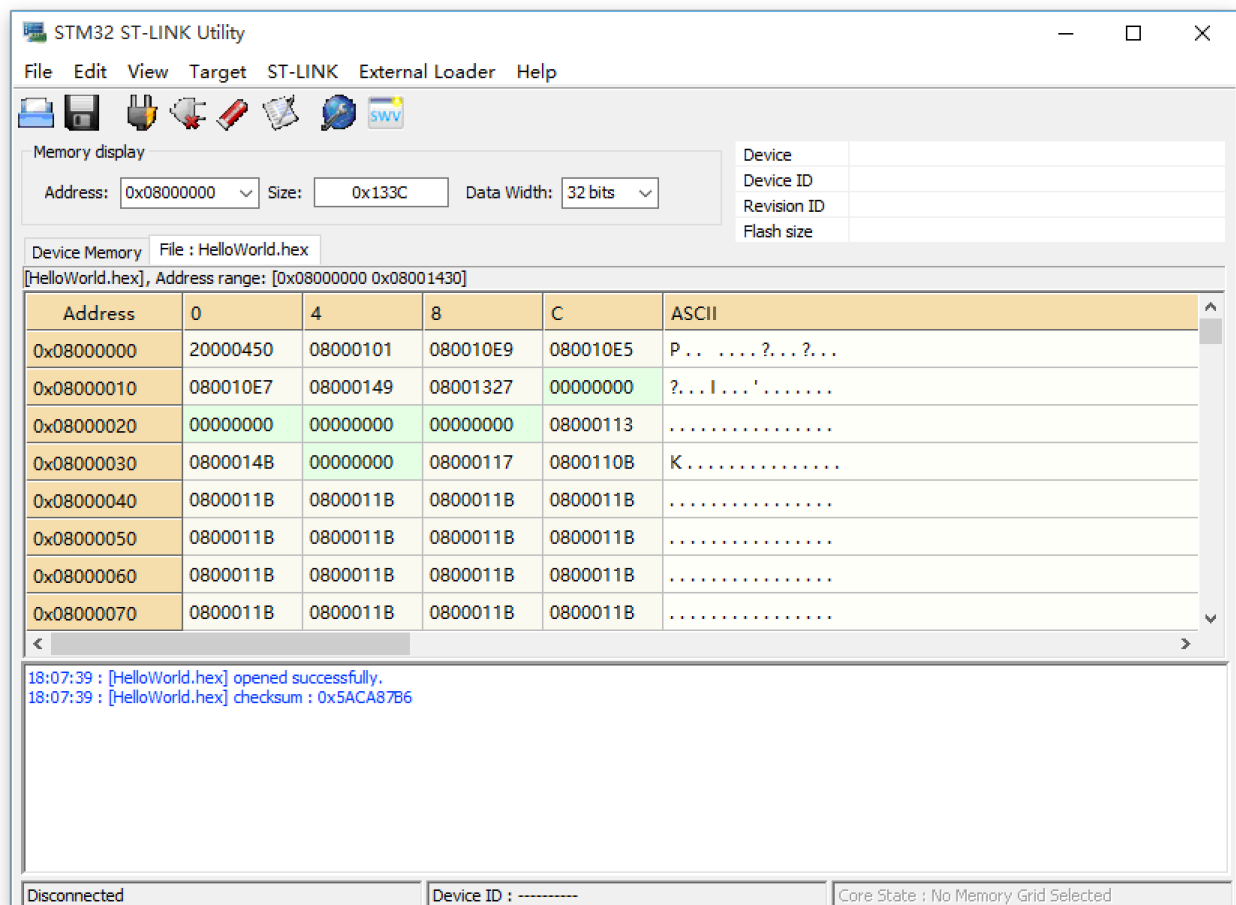 STM32 ST-LINK Utility
File Edit View Target ST-LINK External Loader Help
SWV
Memory display
Address: 0x08000000 Size: 0x133C Data Width: 32 bits
Device
Device ID
Revision ID
Flash size
Device Memory File : HelloWorld.hex
[HelloWorld.hex], Address range: [0x08000000 0x08001430]
Address 0 4 8 C ASCII
0x08000000 20000450 08000101 080010E9 080010E5 P.. ....?...?...
0x08000010 080010E7 08000149 08001327 00000000 ?...I...'.......
0x08000020 00000000 00000000 00000000 08000113 ................
0x08000030 0800014B 00000000 08000117 0800110B K...............
0x08000040 0800011B 0800011B 0800011B 0800011B ................
0x08000050 0800011B 0800011B 0800011B 0800011B ................
0x08000060 0800011B 0800011B 0800011B 0800011B ................
0x08000070 0800011B 0800011B 0800011B 0800011B ................
18:07:39 : [HelloWorld.hex] opened successfully.
18:07:39 : [HelloWorld.hex] checksum : 0x5ACA87B6
Disconnected Device ID : ---------- Core State : No Memory Grid Selected